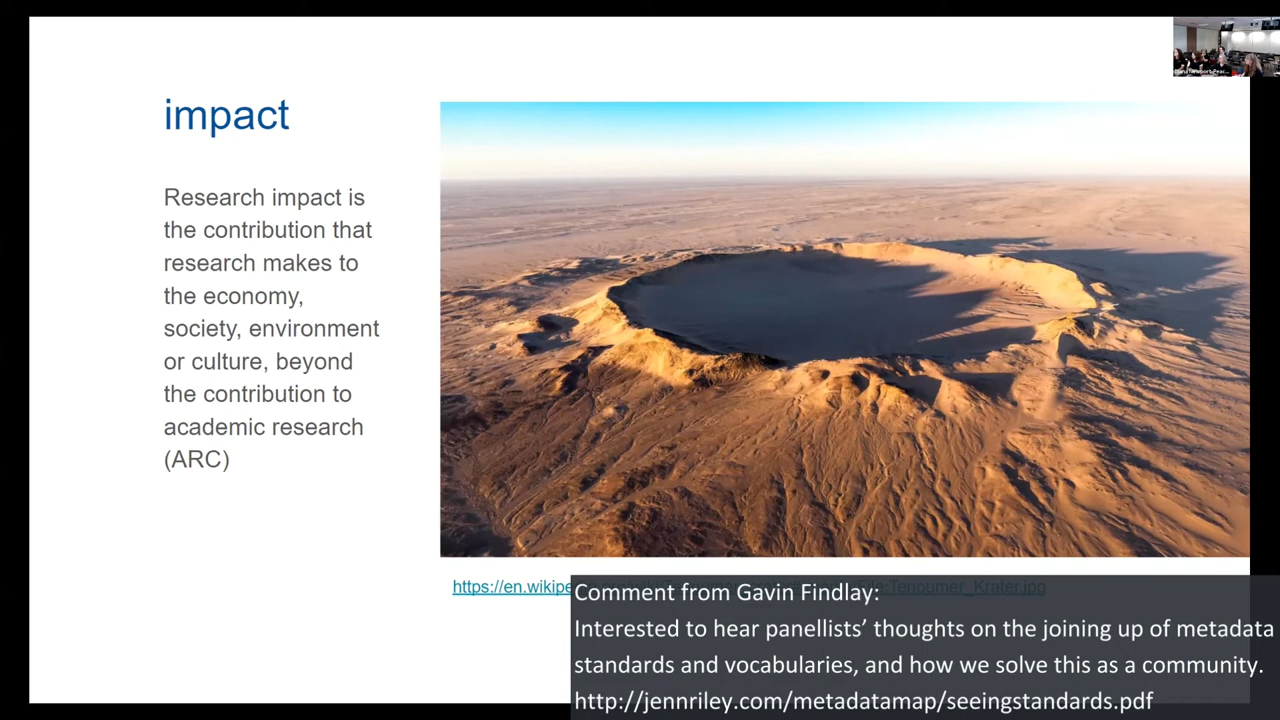 impact
Research impact is
the contribution that
research makes to
the economy,
society, environment
or culture, beyond
the contribution to
academic research
(ARC)
https://en.wikipe
File:Tenoumer_Krater.jpg
Comment from Gavin Findlay:
Interested to hear panellists’ thoughts on the joining up of metadata
standards and vocabularies, and how we solve this as a community.
http://jennriley.com/metadatamap/seeingstandards.pdf